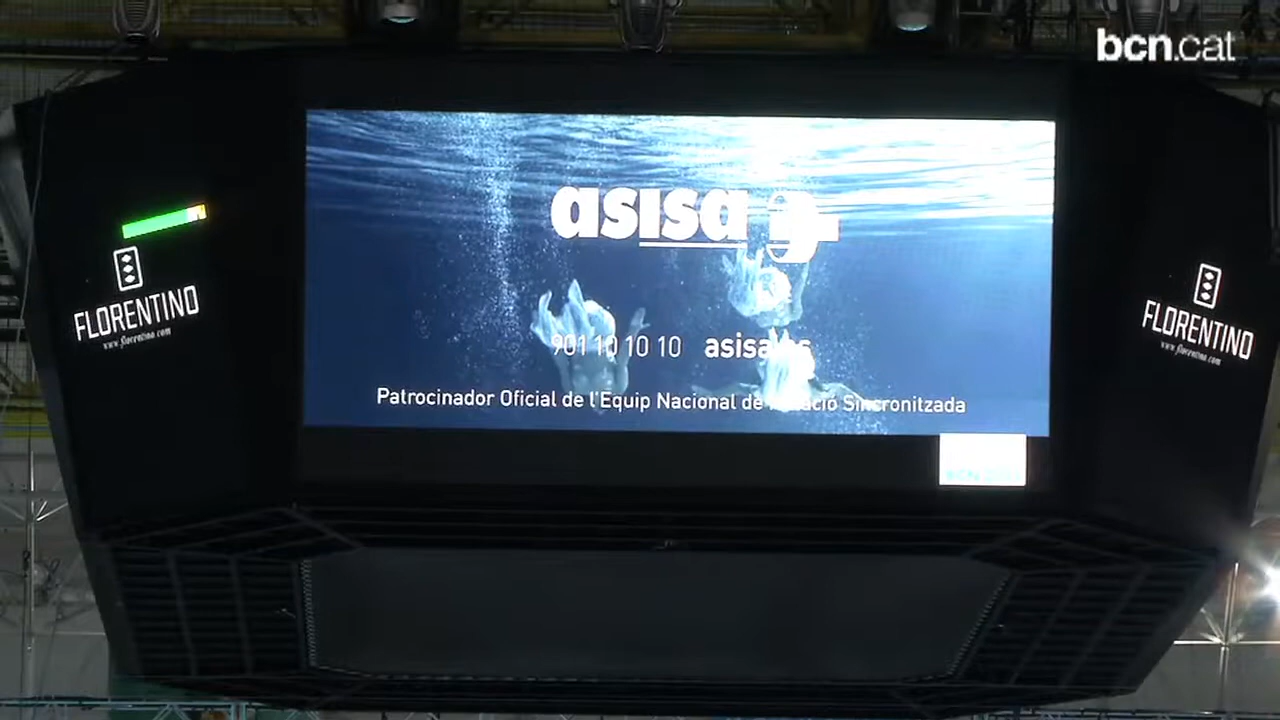 bcn.cat
asisa
FLORENTINO
www.florentino.com
FLORENTINO
www.florentino.com
901 10 10 10
Patrocinador Oficial de l'Equip Nacional de Sincronitzada